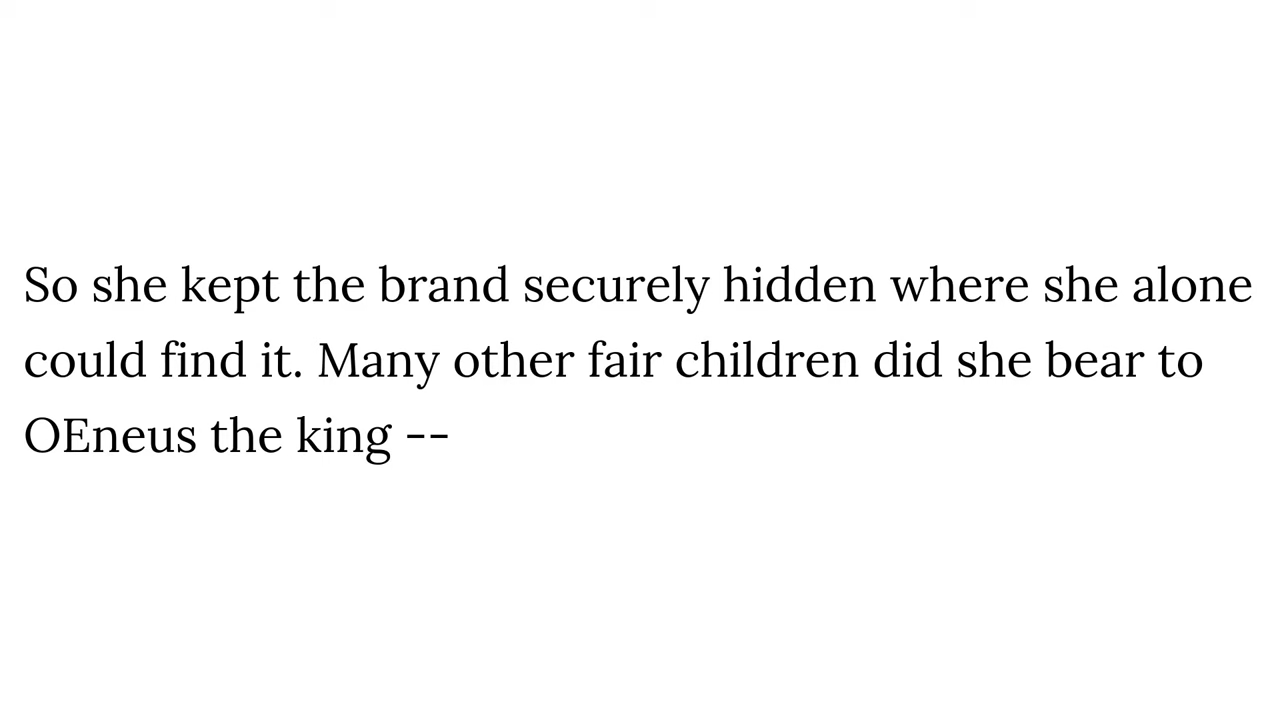 So she kept the brand securely hidden where she alone
could find it. Many other fair children did she bear to
OEneus the king --